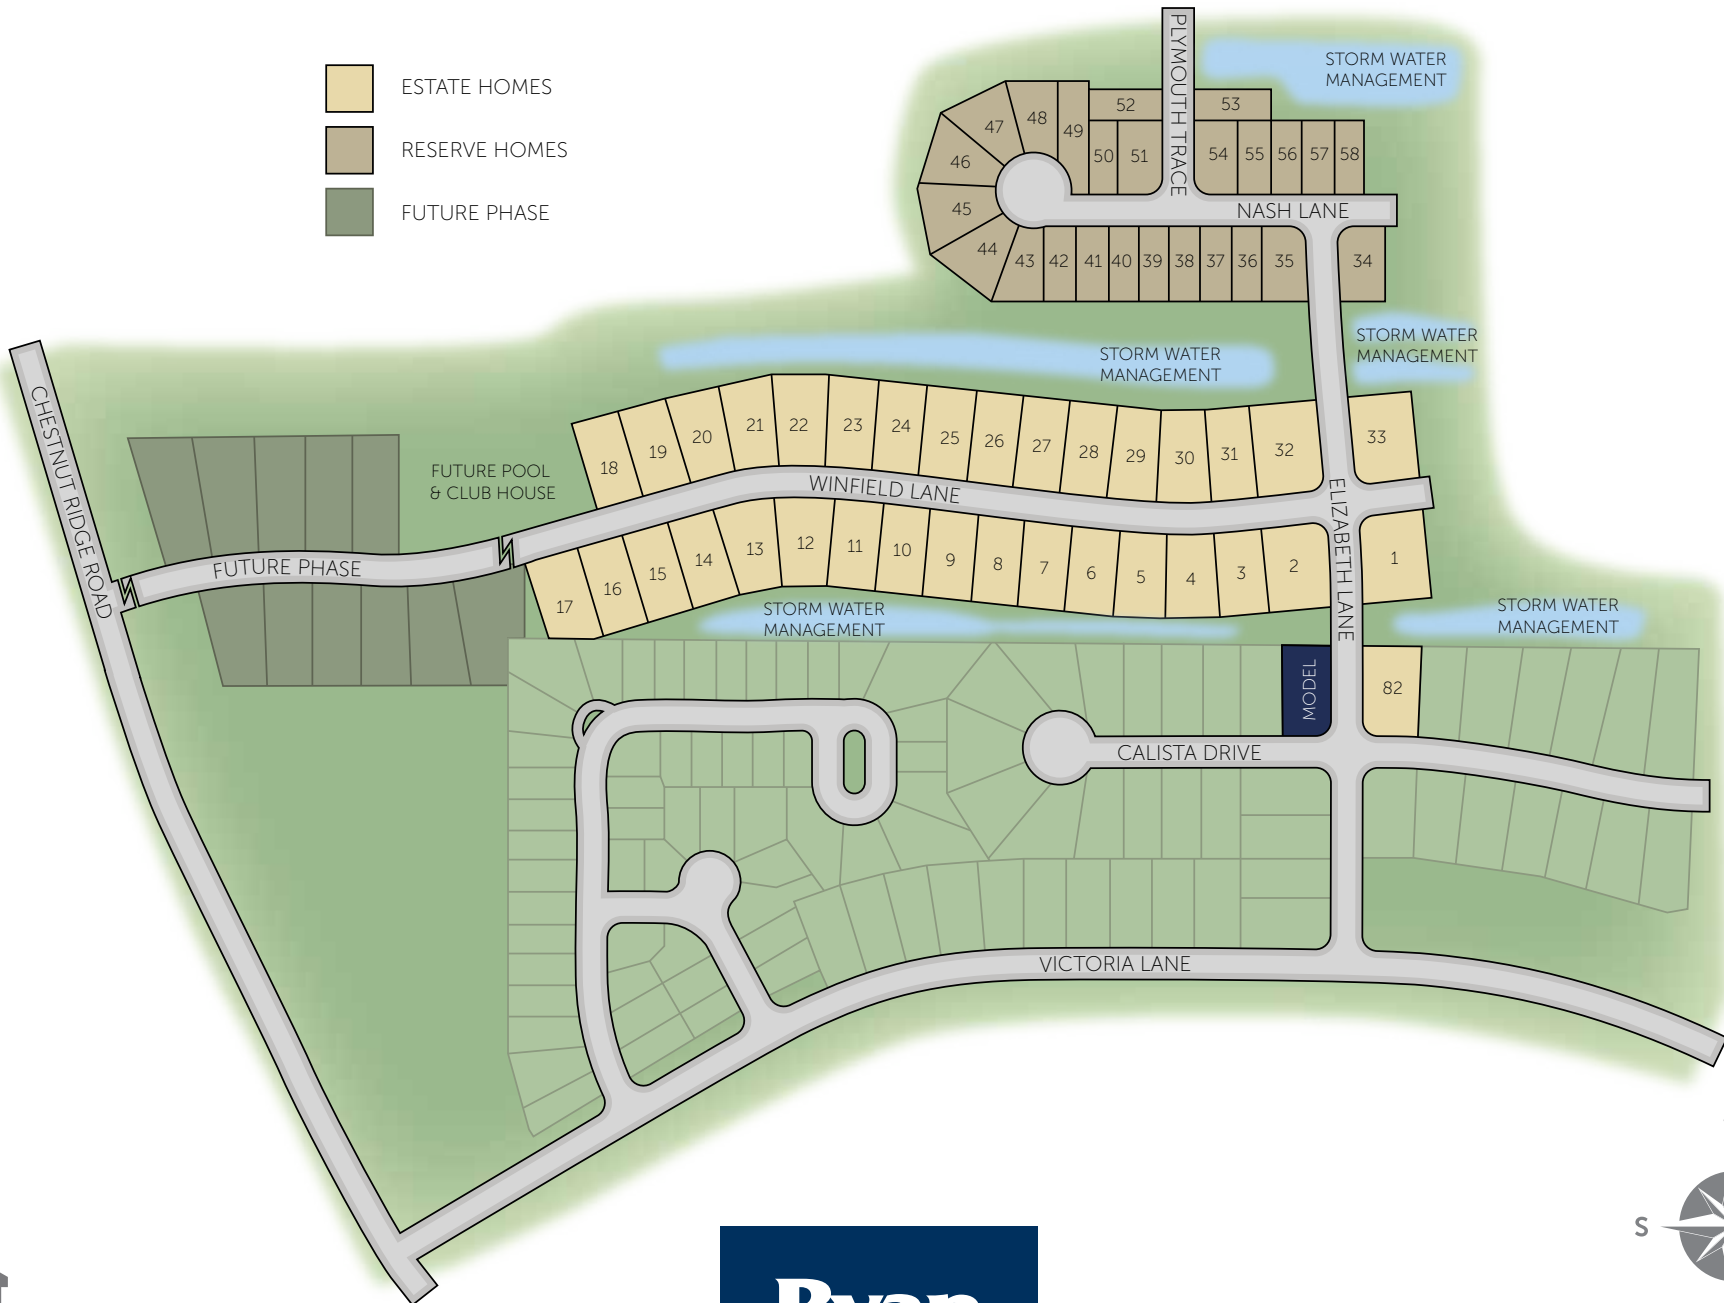 ESTATE HOMES
RESERVE HOMES
FUTURE PHASE
PLYMOUTH TRACE
STORM WATER
MANAGEMENT
52
53
47
48
49
50
51
54
55
56
57
58
46
45
44
NASH LANE
43
42
41
40
39
38
37
36
35
34
STORM WATER
MANAGEMENT
STORM WATER
MANAGEMENT
CHESTNUT RIDGE ROAD
FUTURE POOL
& CLUB HOUSE
18
19
20
21
22
23
24
25
26
27
28
29
30
31
32
33
WINFIELD LANE
ELIZABETH LANE
FUTURE PHASE
17
16
15
14
13
12
11
10
9
8
7
6
5
4
3
2
1
STORM WATER
MANAGEMENT
STORM WATER
MANAGEMENT
MODEL
82
CALISTA DRIVE
VICTORIA LANE
S
Ryan